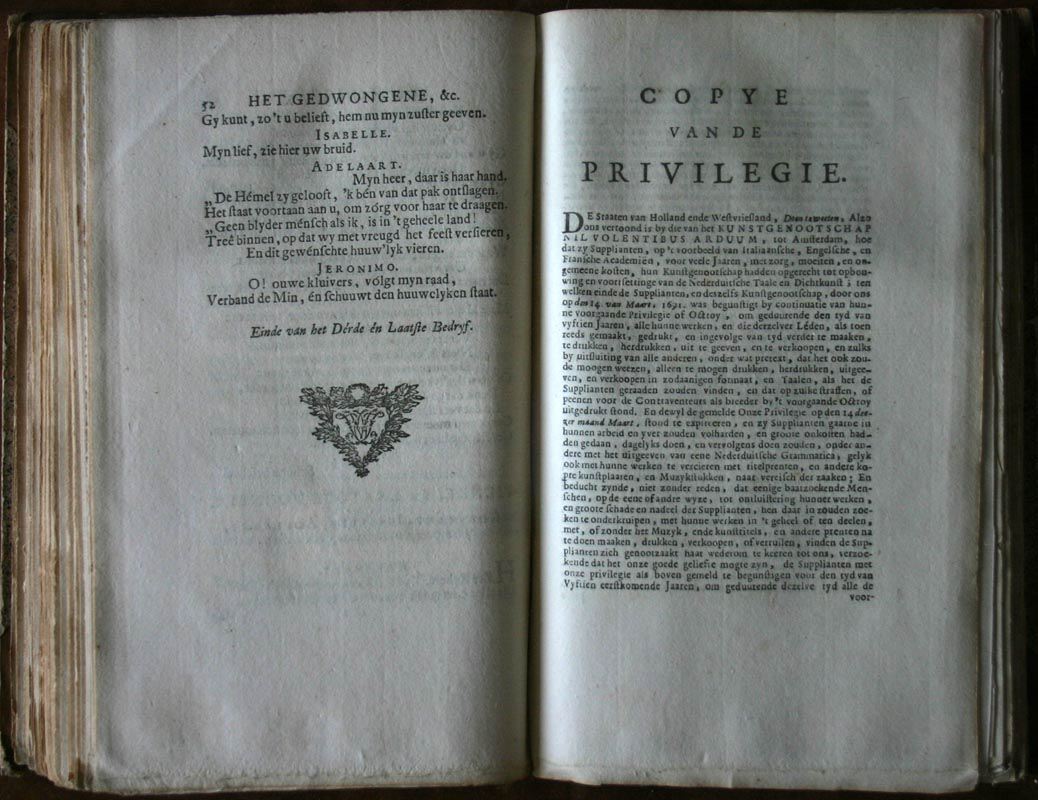 52 HET GEDWONGENE, &c.
Gy kunt, zo 't u belieft, hem nu myn zuster geeven.
ISABELLE.
Myn lief, zie hier uw bruid.
ADELAART.
Myn heer, daar is haar hand.
„De Hémel zy gelooft, 'k bén van dat pak ontslagen.
Het staat voortaan aan u, om zórg voor haar te draagen.
„Geen blyder ménsch als ik, is in 't geheele land!
Treê binnen, op dat wy met vreugd het feest versieren,
En dit gewénschte huuw'lyk vieren.
JERONIMO.
O! ouwe kluivers, vólgt myn raad,
Verband de Min, én schuuwt den huuwelyken staat.
Einde van het Dérde én Laatste Bedryf.
COPYE
VAN DE
PRIVILEGIE.
DE Staaten van Holland ende Westvriesland, Doen te weeten, Alzo
ons vertoond is by die van het KUNSTGENOOTSCHAP
NIL VOLENTIBUS ARDUUM, tot Amsterdam, hoe
dat zy Supplianten, op 't voorbeeld van Italiaansche, Engelsche, en
Fransche Academiën, voor veele Jaaren, met zorg, moeiten, en on-
gemeene kosten, hun Kunstgenootschap hadden opgerecht tot opbou-
wing en voortsettinge van de Nederduitsche Taale en Dichtkunst; ten
welken einde de Supplianten, en deszelfs Kunstgenootschap, door ons
op den 14 van Maart, 1691. was begunstigt by continuatie van hun-
ne voorgaande Privilegie of Octroy, om geduurende den tyd van
vyftien Jaaren, alle hunne werken, en die derzelver Léden, als toen
reeds gemaakt, gedrukt, en ingevolge van tyd verder te maaken,
te drukken, herdrukken, uit te geeven, en te verkoopen, en zulks
by uitsluiting van alle anderen, onder wat pretext, dat het ook zou-
de moogen weezen, alleen te mogen drukken, herdrukken, uitgee-
ven, en verkoopen in zodaanigen formaat, en Taalen, als het de
Supplianten geraaden zouden vinden, en dat op zulke straffen, of
peenen voor de Contraventeurs als breeder by 't voorgaande Octroy
uitgedrukt stond. En dewyl de gemelde Onze Privilegie op den 14 dee-
zer maand Maart, stond te expireeren, en zy Supplianten gaarne in
hunnen arbeid en yver zouden volharden, en groote onkosten had-
den gedaan, dagelyks doen, en vervolgens doen zouden, onder an-
dere met het uitgeeven van eene Nederduitsche Grammatica, gelyk
ook met hunne werken te vercieren met titelprenten, en andere ko-
pre kunstplaaten, en Muzykstukken, naar vereisch der zaaken; En
beducht zynde, niet zonder reden, dat eenige baatzoekende Men-
schen, op de eene of andre wyze, tot ontluistering hunner werken,
en groote schade en nadeel der Supplianten, hen daar in zouden zoe-
ken te onderkruipen, met hunne werken in 't geheel of ten deelen,
met, of zonder het Muzyk, ende kunstitels, en andere prenten na
te doen maaken, drukken, verkoopen, of verruilen, vinden de Sup-
plianten zich genootzaakt haar wederom te keeren tot ons, verzoe-
kende dat het onze goede geliefte mogte zyn, de Supplianten met
onze privilegie als boven gemeld te begunstigen voor den tyd van
Vyftien eerstkomende Jaaren, om geduurende dezelve tyd alle de
voor-